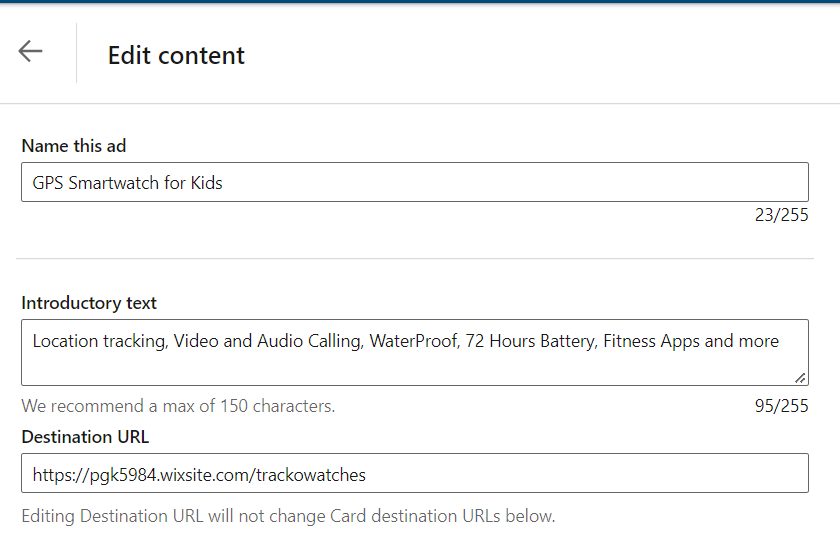 Edit content
Name this ad
GPS Smartwatch for Kids
23/255
Introductory text
Location tracking, Video and Audio Calling, WaterProof, 72 Hours Battery, Fitness Apps and more
We recommend a max of 150 characters.
95/255
Destination URL
https://pgk5984.wixsite.com/trackowatches
Editing Destination URL will not change Card destination URLs below.